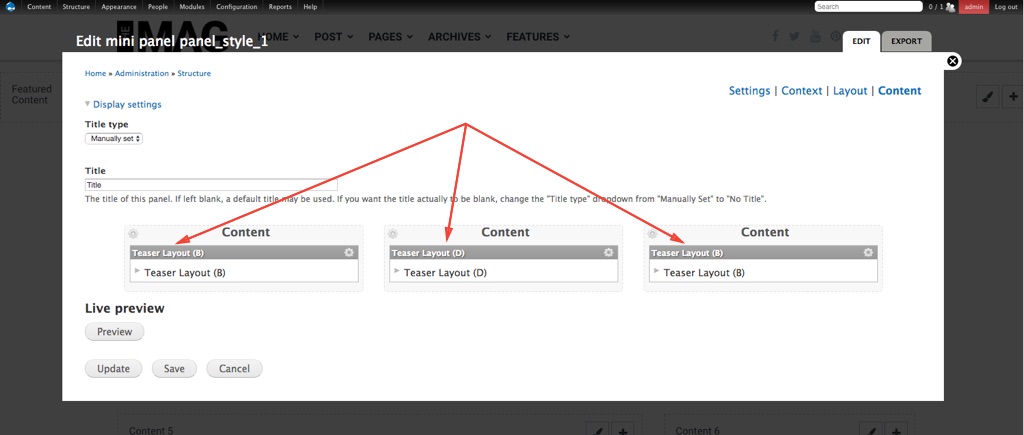 Content Structure Appearance People Modules Configuration Reports Help Search 0 / 1 admin Log out
THE MAG HOME POST PAGES ARCHIVES FEATURES
Edit mini panel panel_style_1 EDIT EXPORT
Home » Administration » Structure
Settings | Context | Layout | Content
Featured
Content
Display settings
Title type
Manually set
Title
Title
The title of this panel. If left blank, a default title may be used. If you want the title actually to be blank, change the "Title type" dropdown from "Manually Set" to "No Title".
Content Content Content
Teaser Layout (B) Teaser Layout (D) Teaser Layout (B)
Teaser Layout (B) Teaser Layout (D) Teaser Layout (B)
Live preview
Preview
Update Save Cancel
Content 5 Content 6